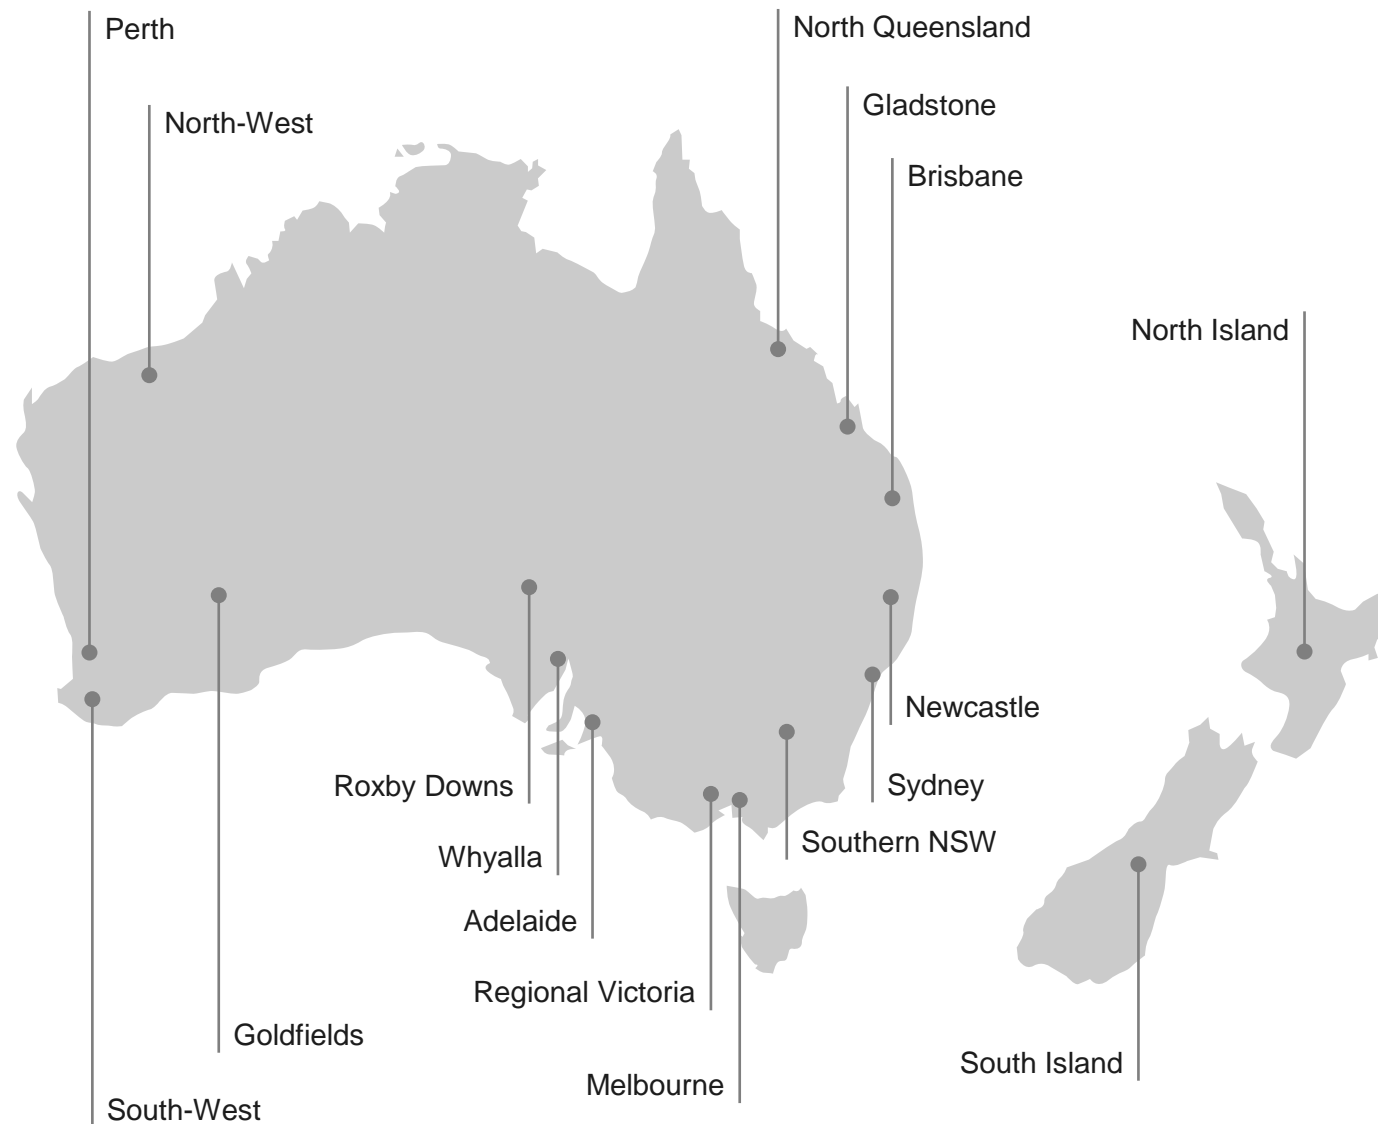 Perth
North Queensland
Gladstone
North-West
Brisbane
North Island
Newcastle
Roxby Downs
Sydney
Southern NSW
Whyalla
Adelaide
Regional Victoria
Goldfields
South Island
Melbourne
South-West